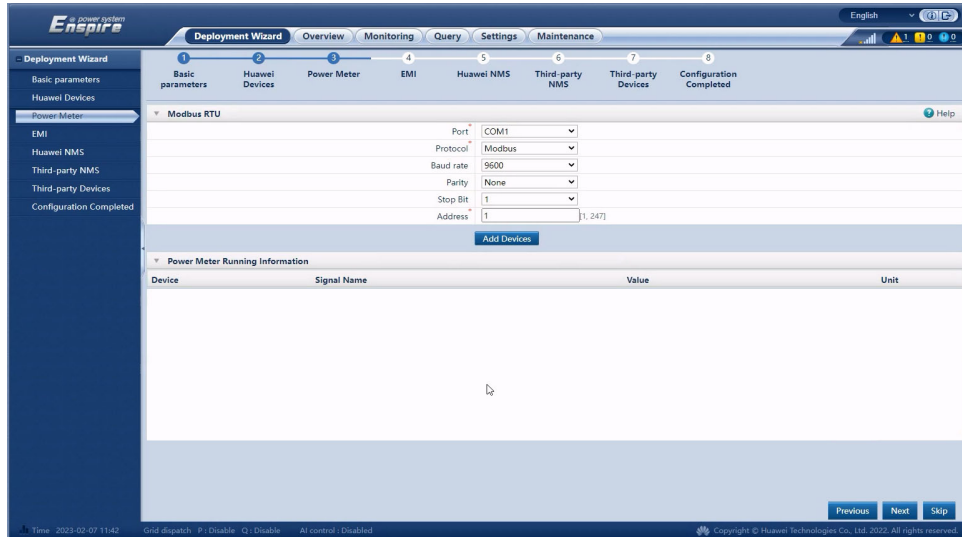 Enspire
e power system
English
Deployment Wizard Overview Monitoring Query Settings Maintenance
1 0 0
Deployment Wizard
Basic parameters
Huawei Devices
Power Meter
EMI
Huawei NMS
Third-party NMS
Third-party Devices
Configuration Completed
1 2 3 4 5 6 7 8
Basic parameters
Huawei Devices
Power Meter
EMI
Huawei NMS
Third-party NMS
Third-party Devices
Configuration Completed
Modbus RTU
Help
Port * COM1
Protocol * Modbus
Baud rate 9600
Parity None
Stop Bit 1
Address * 1 [1, 247]
Add Devices
Power Meter Running Information
Device Signal Name Value Unit
Previous Next Skip
Time 2023-02-07 11:42 Grid dispatch P : Disable Q : Disable AI control : Disabled
Copyright © Huawei Technologies Co., Ltd. 2022. All rights reserved.